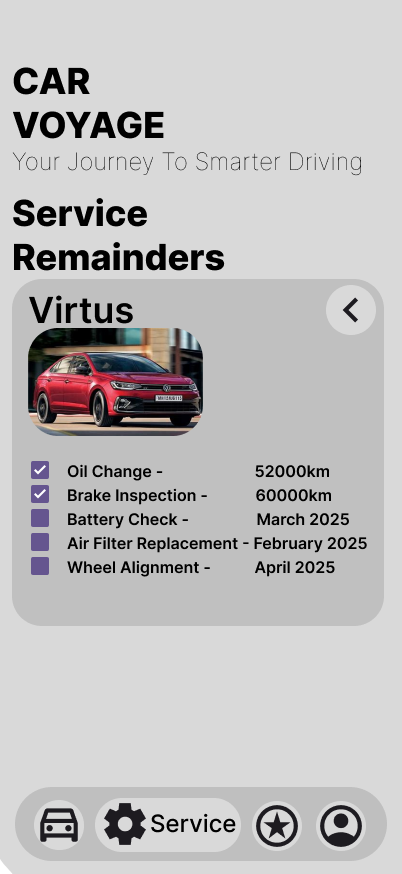 CAR
VOYAGE
Your Journey To Smarter Driving
Service
Remainders
Virtus
Oil Change - 52000km
Brake Inspection - 60000km
Battery Check - March 2025
Air Filter Replacement - February 2025
Wheel Alignment - April 2025
Service